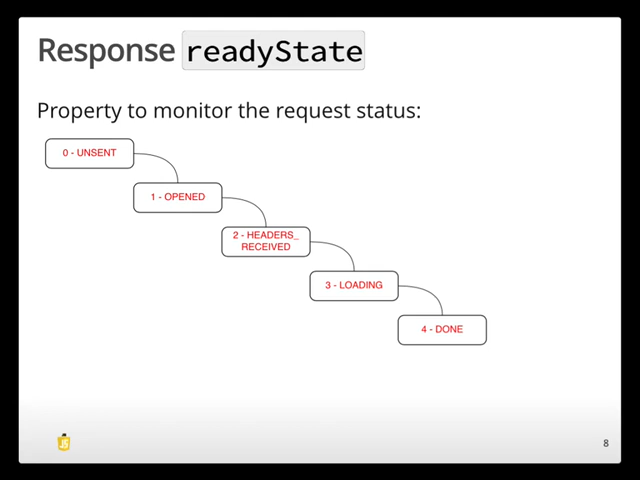 Response readyState
Property to monitor the request status:
0 - UNSENT
1 - OPENED
2 - HEADERS_
RECEIVED
3 - LOADING
4 - DONE
JS
8